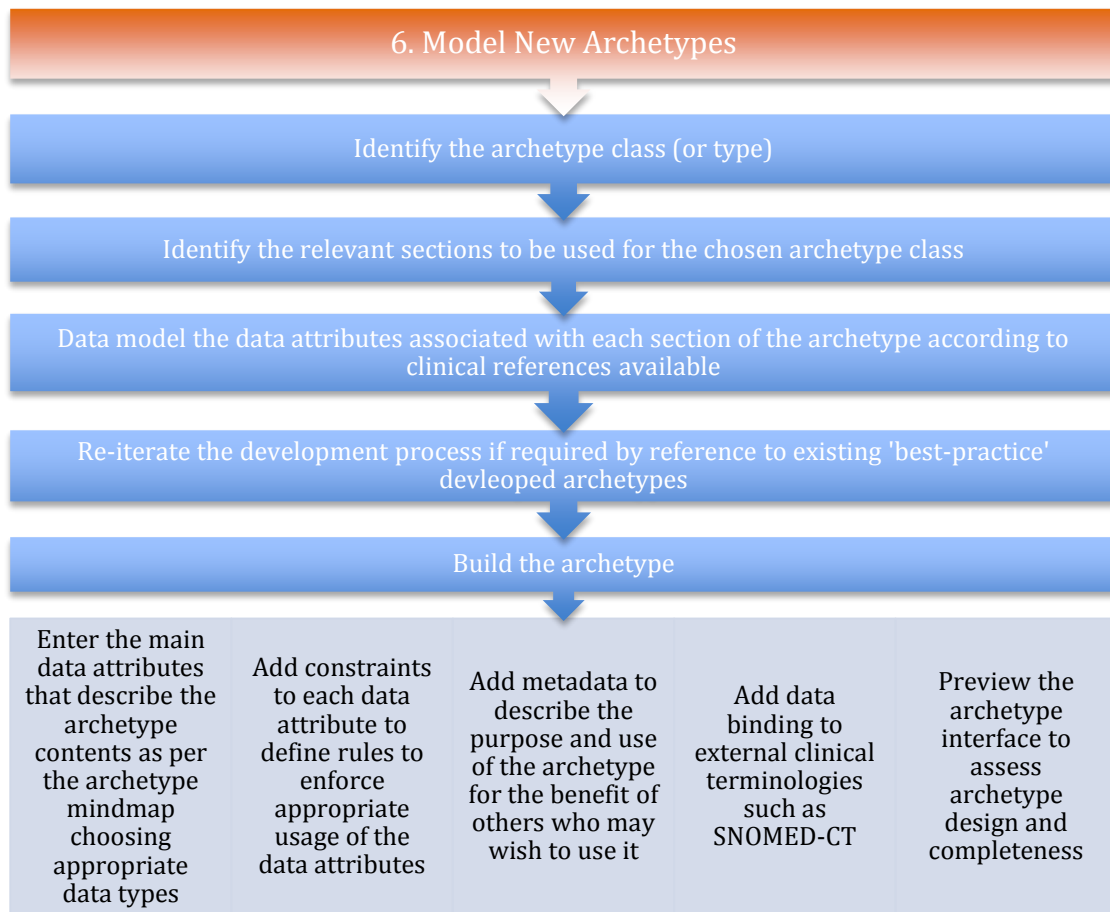 6. Model New Archetypes
Identify the archetype class (or type)
Identify the relevant sections to be used for the chosen archetype class
Data model the data attributes associated with each section of the archetype according to
clinical references available
Re-iterate the development process if required by reference to existing 'best-practice'
devleoped archetypes
Build the archetype
Enter the main
data attributes
that describe the
archetype
contents as per
the archetype
mindmap
choosing
appropriate
data types
Add constraints
to each data
attribute to
define rules to
enforce
appropriate
usage of the
data attributes
Add metadata to
describe the
purpose and use
of the archetype
for the benefit of
others who may
wish to use it
Add data
binding to
external clinical
terminologies
such as
SNOMED-CT
Preview the
archetype
interface to
assess
archetype
design and
completeness